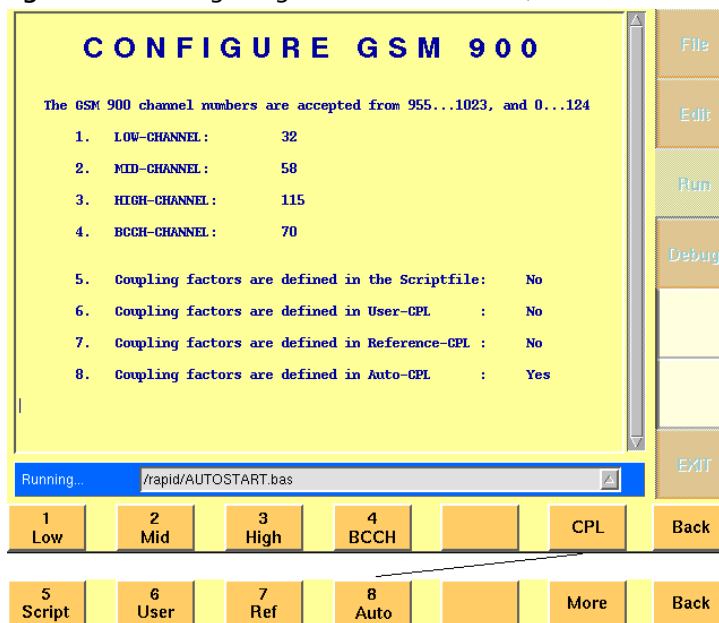 CONFIGURE GSM 900
The GSM 900 channel numbers are accepted from 955...1023, and 0...124
1. LOW-CHANNEL: 32
2. MID-CHANNEL: 58
3. HIGH-CHANNEL: 115
4. BCCH-CHANNEL: 70
5. Coupling factors are defined in the Scriptfile: No
6. Coupling factors are defined in User-CPL : No
7. Coupling factors are defined in Reference-CPL : No
8. Coupling factors are defined in Auto-CPL : Yes
File
Edit
Run
Debug
EXIT
Running... /rapid/AUTOSTART.bas
1 Low
2 Mid
3 High
4 BCCH
CPL
Back
5 Script
6 User
7 Ref
8 Auto
More
Back